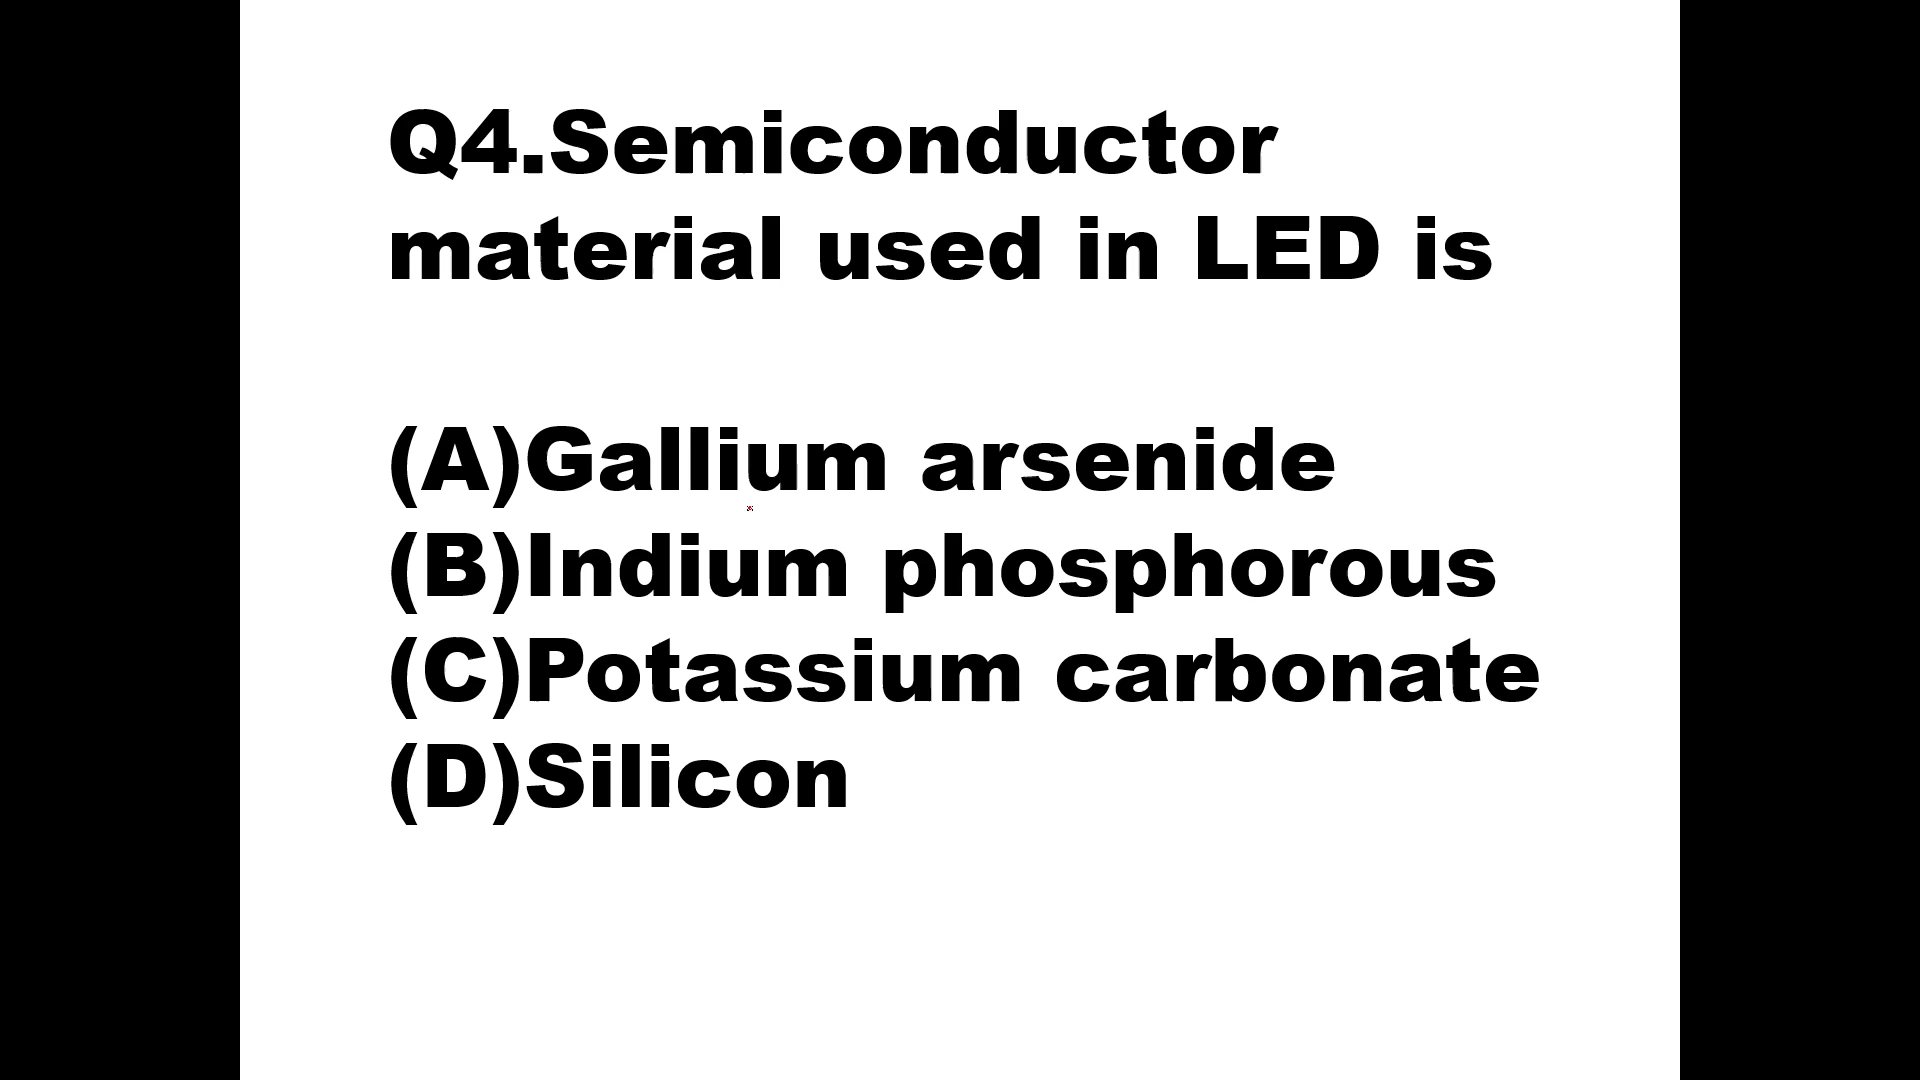 Q4.Semiconductor
material used in LED is
(A)Gallium arsenide
(B)Indium phosphorous
(C)Potassium carbonate
(D)Silicon